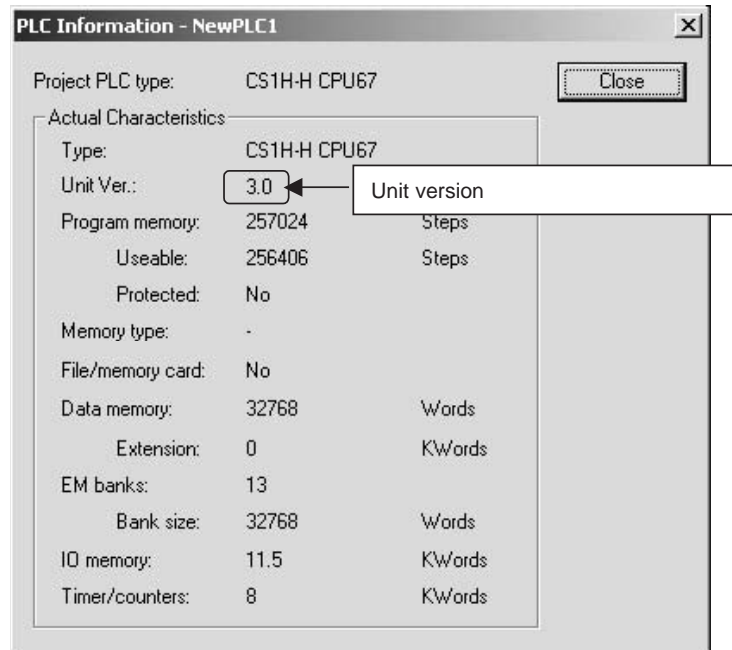 PLC Information - NewPLC1
Project PLC type: CS1H-H CPU67 Close
Actual Characteristics
Type: CS1H-H CPU67
Unit Ver.: 3.0 Unit version
Program memory: 257024 Steps
Useable: 256406 Steps
Protected: No
Memory type: -
File/memory card: No
Data memory: 32768 Words
Extension: 0 KWords
EM banks: 13
Bank size: 32768 Words
IO memory: 11.5 KWords
Timer/counters: 8 KWords